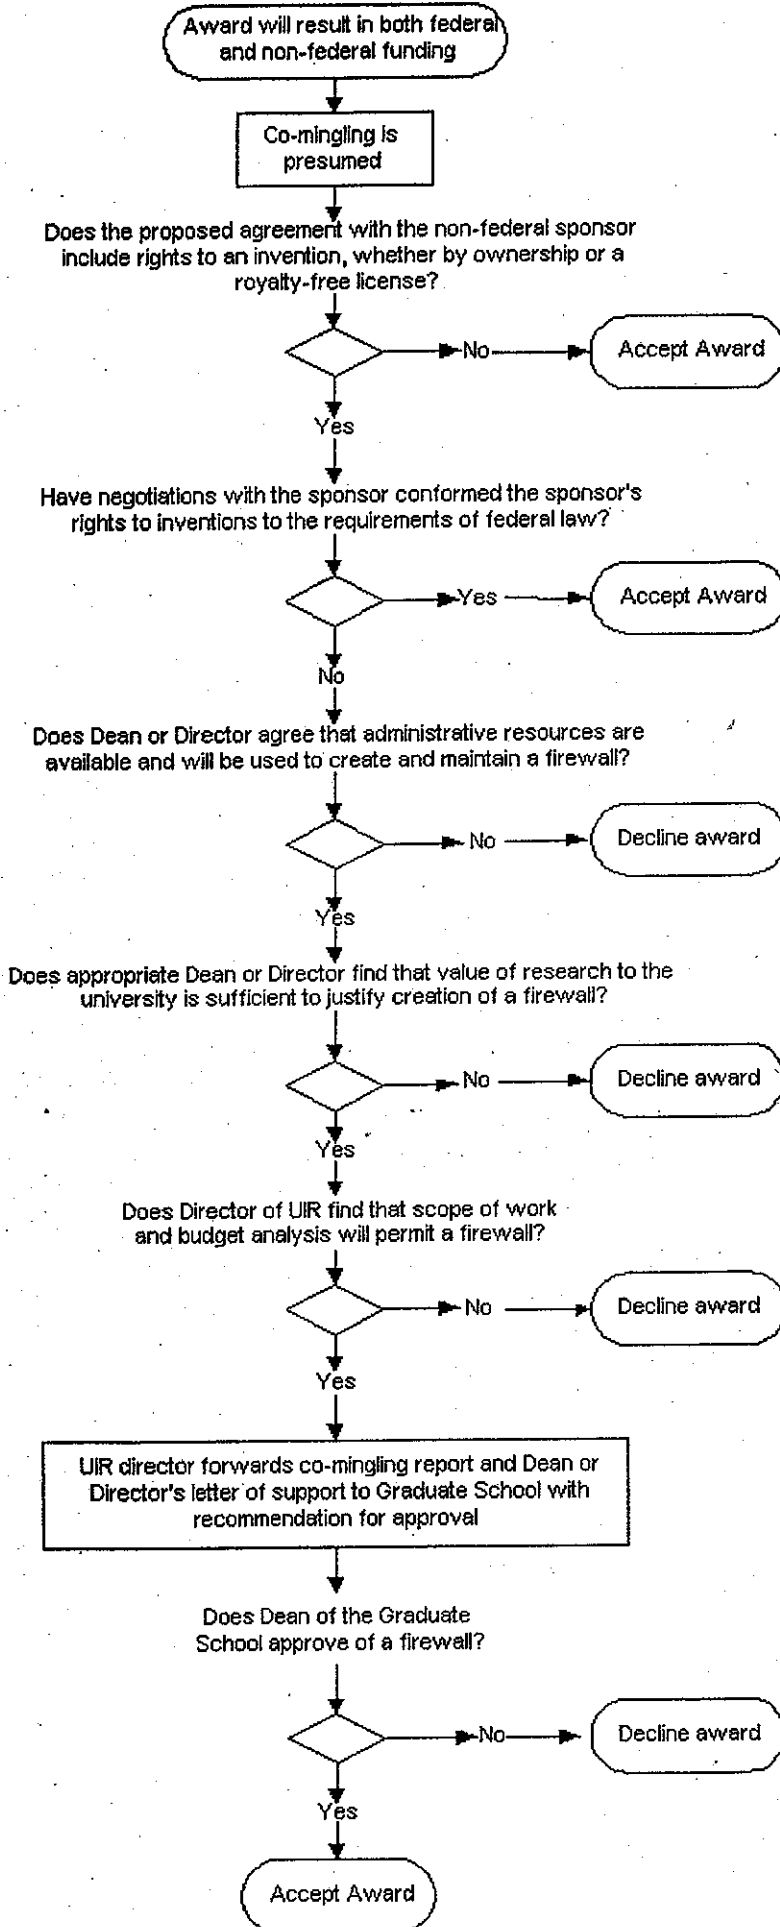 Award will result in both federal
and non-federal funding
Co-mingling is
presumed
Does the proposed agreement with the non-federal sponsor
include rights to an invention, whether by ownership or a
royalty-free license?
No
Accept Award
Yes
Have negotiations with the sponsor conformed the sponsor's
rights to inventions to the requirements of federal law?
Yes
Accept Award
No
Does Dean or Director agree that administrative resources are
available and will be used to create and maintain a firewall?
No
Decline award
Yes
Does appropriate Dean or Director find that value of research to the
university is sufficient to justify creation of a firewall?
No
Decline award
Yes
Does Director of UIR find that scope of work
and budget analysis will permit a firewall?
No
Decline award
Yes
UIR director forwards co-mingling report and Dean or
Director's letter of support to Graduate School with
recommendation for approval
Does Dean of the Graduate
School approve of a firewall?
No
Decline award
Yes
Accept Award